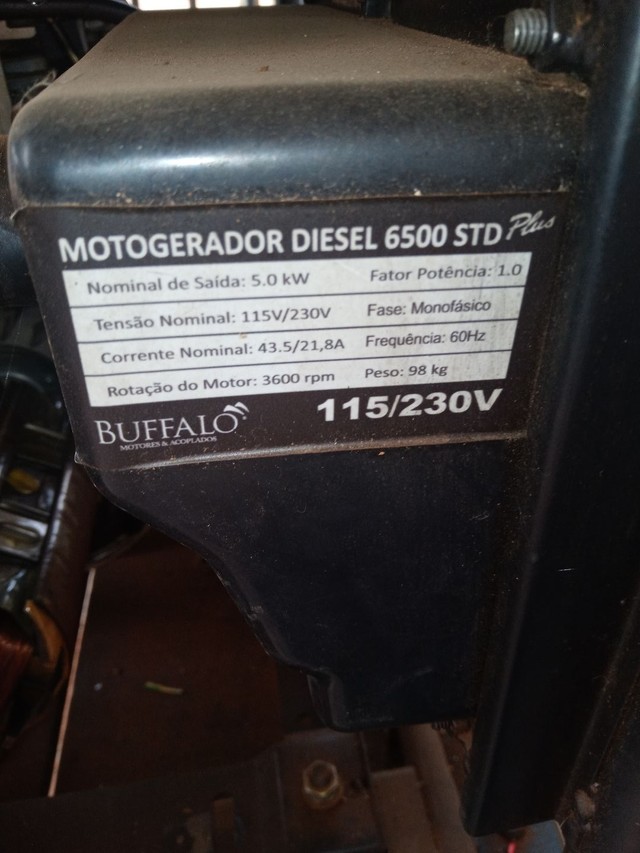 MOTOGERADOR DIESEL 6500 STD Plus
Nominal de Saída: 5.0 kW Fator Potência: 1.0
Tensão Nominal: 115V/230V Fase: Monofásico
Corrente Nominal: 43.5/21,8A Frequência: 60Hz
Rotação do Motor: 3600 rpm Peso: 98 kg
BUFFALO 115/230V
MOTORES & ACOPLADOS